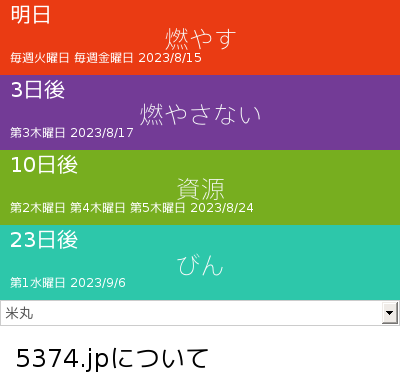 明日
燃やす
毎週火曜日 毎週金曜日 2023/8/15
3日後
燃やさない
第3木曜日 2023/8/17
10日後
資源
第2木曜日 第4木曜日 第5木曜日 2023/8/24
23日後
びん
第1水曜日 2023/9/6
米丸
5374.jpについて